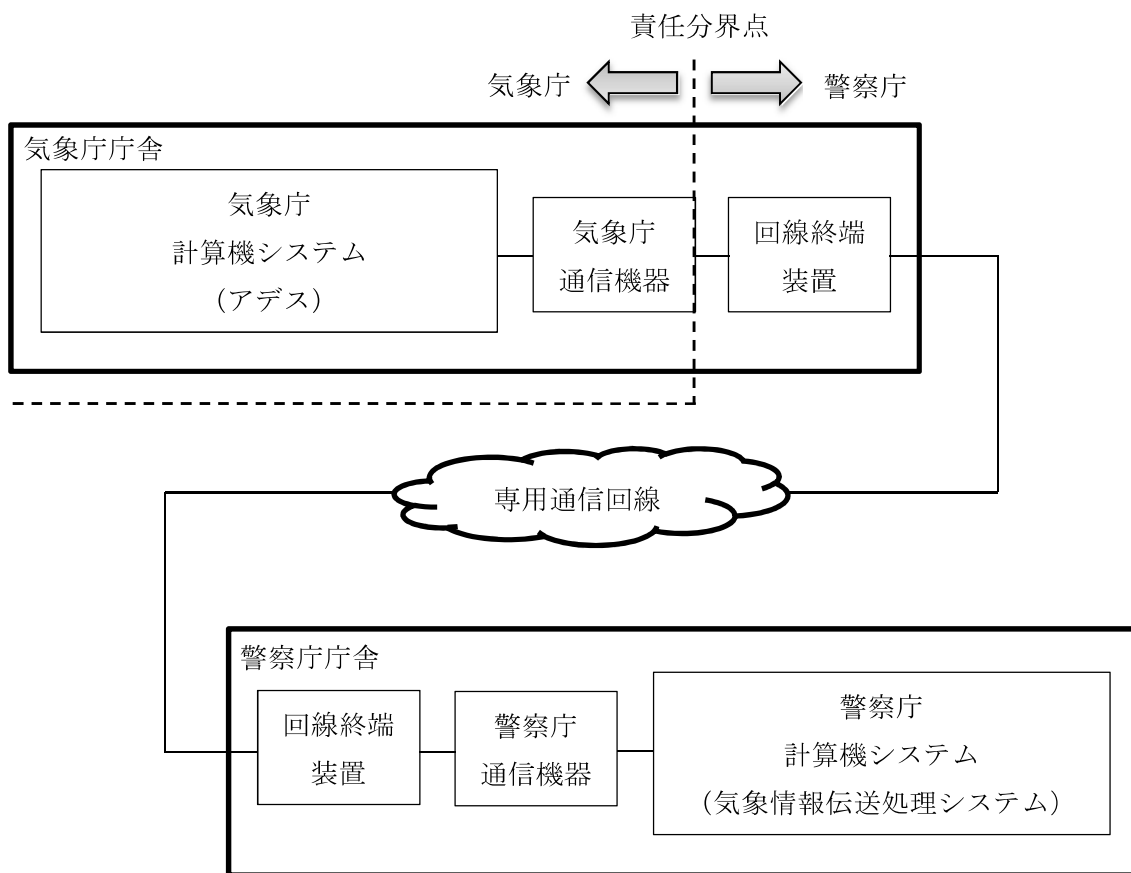 責任分界点
気象庁
警察庁
気象庁庁舎
気象庁
計算機システム
（アデス）
気象庁
通信機器
回線終端
装置
専用通信回線
警察庁庁舎
回線終端
装置
警察庁
通信機器
警察庁
計算機システム
（気象情報伝送処理システム）